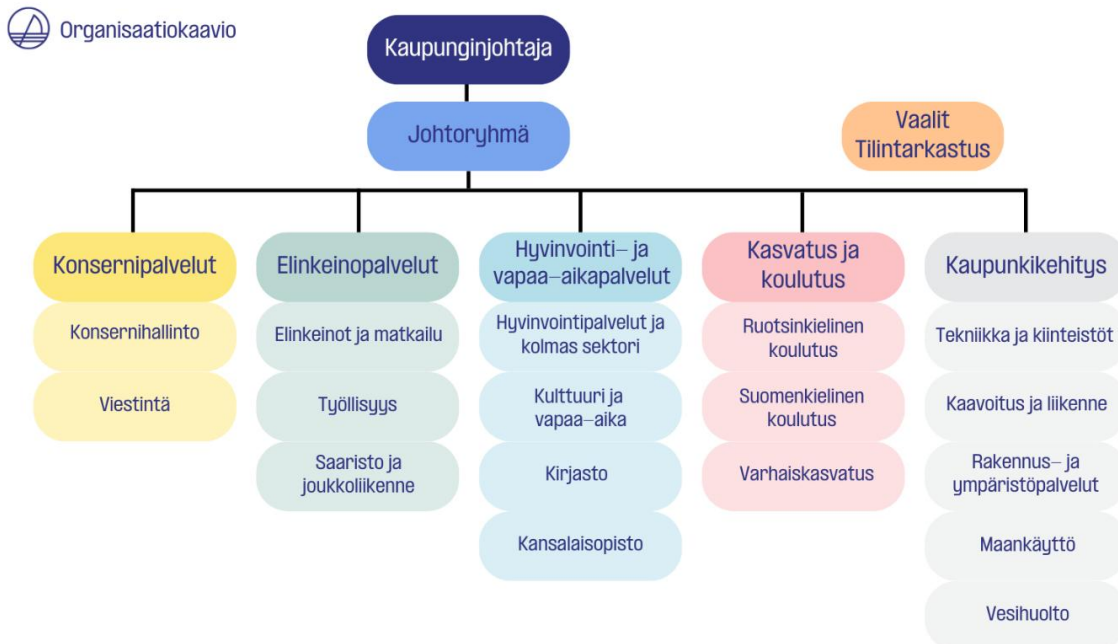 Organisaatiokaavio
Kaupunginjohtaja
Johtoryhmä
Vaalit
Tilintarkastus
Konsernipalvelut
Konsernihallinto
Viestintä
Elinkeinopalvelut
Elinkeinot ja matkailu
Työllisyys
Saaristo ja
joukkoliikenne
Hyvinvointi– ja
vapaa–aikapalvelut
Hyvinvointipalvelut ja
kolmas sektori
Kulttuuri ja
vapaa–aika
Kirjasto
Kansalaisopisto
Kasvatus ja
koulutus
Ruotsinkielinen
koulutus
Suomenkielinen
koulutus
Varhaiskasvatus
Kaupunkikehitys
Tekniikka ja kiinteistöt
Kaavoitus ja liikenne
Rakennus– ja
ympäristöpalvelut
Maankäyttö
Vesihuolto